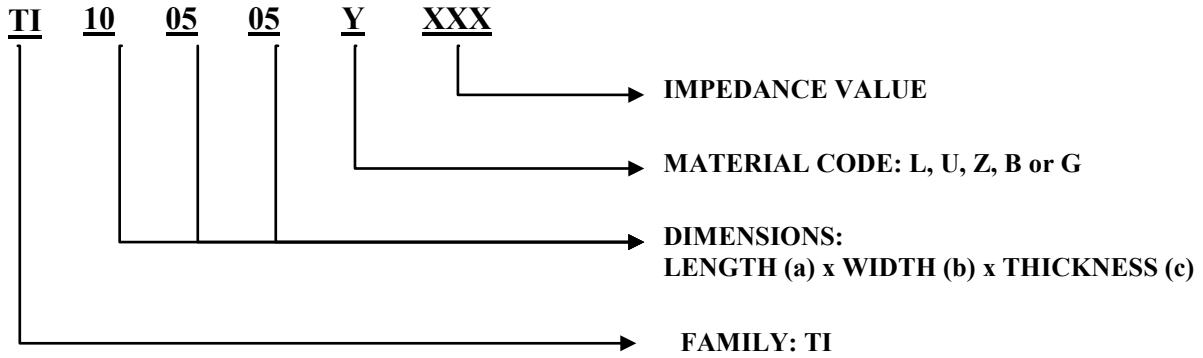 TI 10 05 05 Y XXX
IMPEDANCE VALUE
MATERIAL CODE: L, U, Z, B or G
DIMENSIONS:
LENGTH (a) x WIDTH (b) x THICKNESS (c)
FAMILY: TI